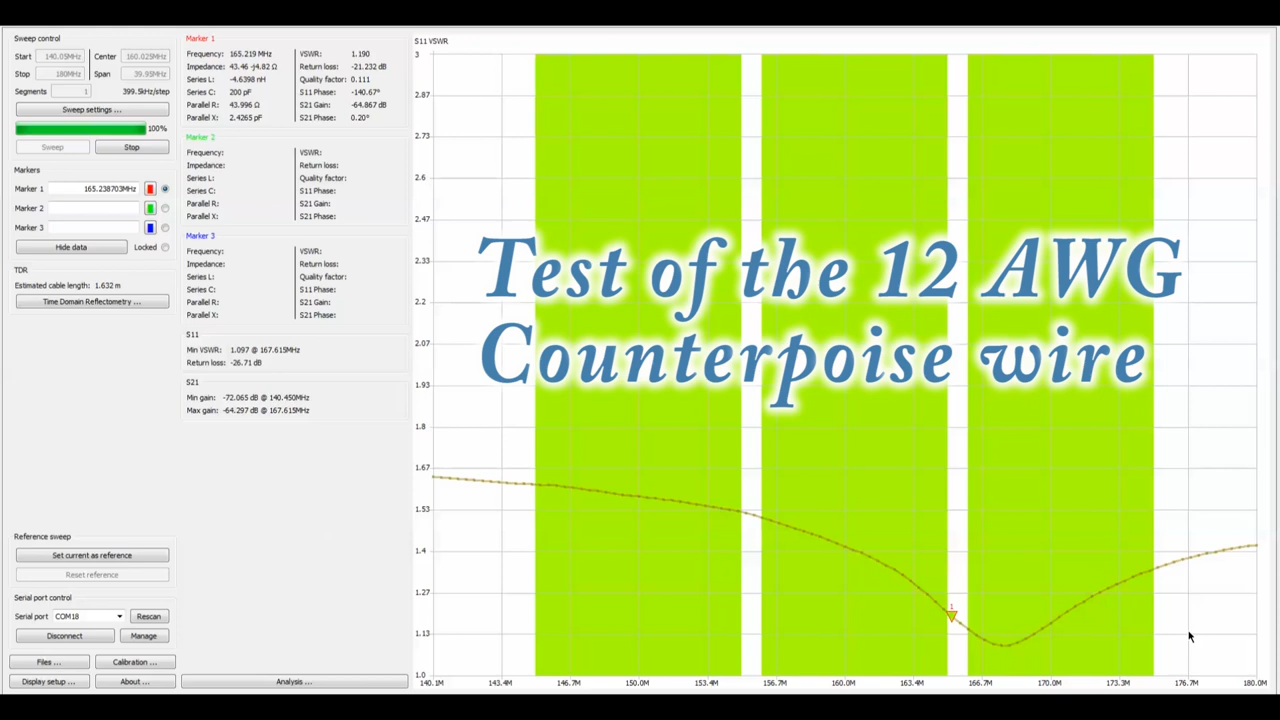 Sweep control
Start 140.05MHz Center 160.025MHz
Stop 180MHz Span 39.95MHz
Segments 1 399.5kHz/step
Sweep settings ...
100%
Sweep Stop
Markers
Marker 1 165.238703MHz
Marker 2
Marker 3
Hide data Locked
TDR
Estimated cable length: 1.632 m
Time Domain Reflectometry ...
Reference sweep
Set current as reference
Reset reference
Serial port control
Serial port COM18 Rescan
Disconnect Manage
Files ... Calibration ...
Display setup ... About ...
Marker 1
Frequency: 165.219 MHz VSWR: 1.190
Impedance: 43.46 -j4.82 Ω Return loss: -21.232 dB
Series L: -4.6398 nH Quality factor: 0.111
Series C: 200 pF S11 Phase: -140.67°
Parallel R: 43.996 Ω S21 Gain: -64.867 dB
Parallel X: 2.4265 pF S21 Phase: 0.20°
Marker 2
Frequency: VSWR:
Impedance: Return loss:
Series L: Quality factor:
Series C: S11 Phase:
Parallel R: S21 Gain:
Parallel X: S21 Phase:
Marker 3
Frequency: VSWR:
Impedance: Return loss:
Series L: Quality factor:
Series C: S11 Phase:
Parallel R: S21 Gain:
Parallel X: S21 Phase:
S11
Min VSWR: 1.097 @ 167.615MHz
Return loss: -26.71 dB
S21
Min gain: -72.065 dB @ 140.450MHz
Max gain: -64.297 dB @ 167.615MHz
Analysis ...
S11 VSWR
3
2.87
2.73
2.6
2.47
2.33
2.2
2.07
1.93
1.8
1.67
1.53
1.4
1.27
1.13
1.0
Test of the 12 AWG
Counterpoise wire
1
140.1M 143.4M 146.7M 150.0M 153.4M 156.7M 160.0M 163.4M 166.7M 170.0M 173.3M 176.7M 180.0M